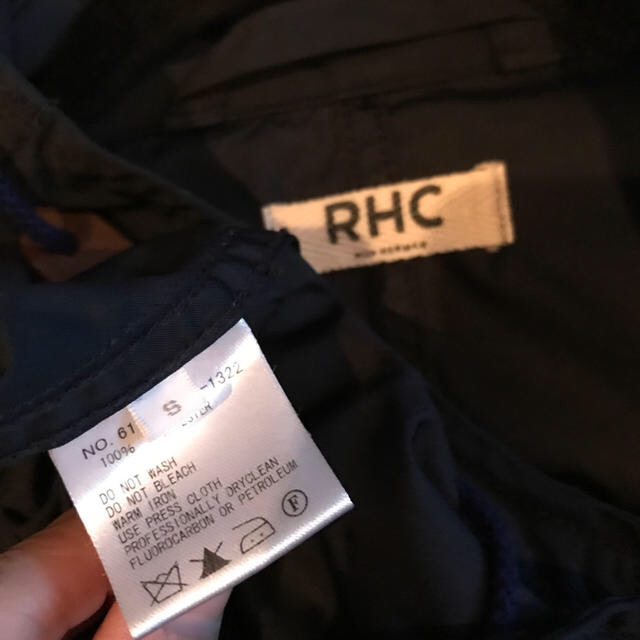 RHC
NO. 61
S
-1322
100%
DO NOT WASH
DO NOT BLEACH
WARM IRON
USE PRESS CLOTH
PROFESSIONALLY DRYCLEAN
FLUOROCARBON OR PETROLEUM
F